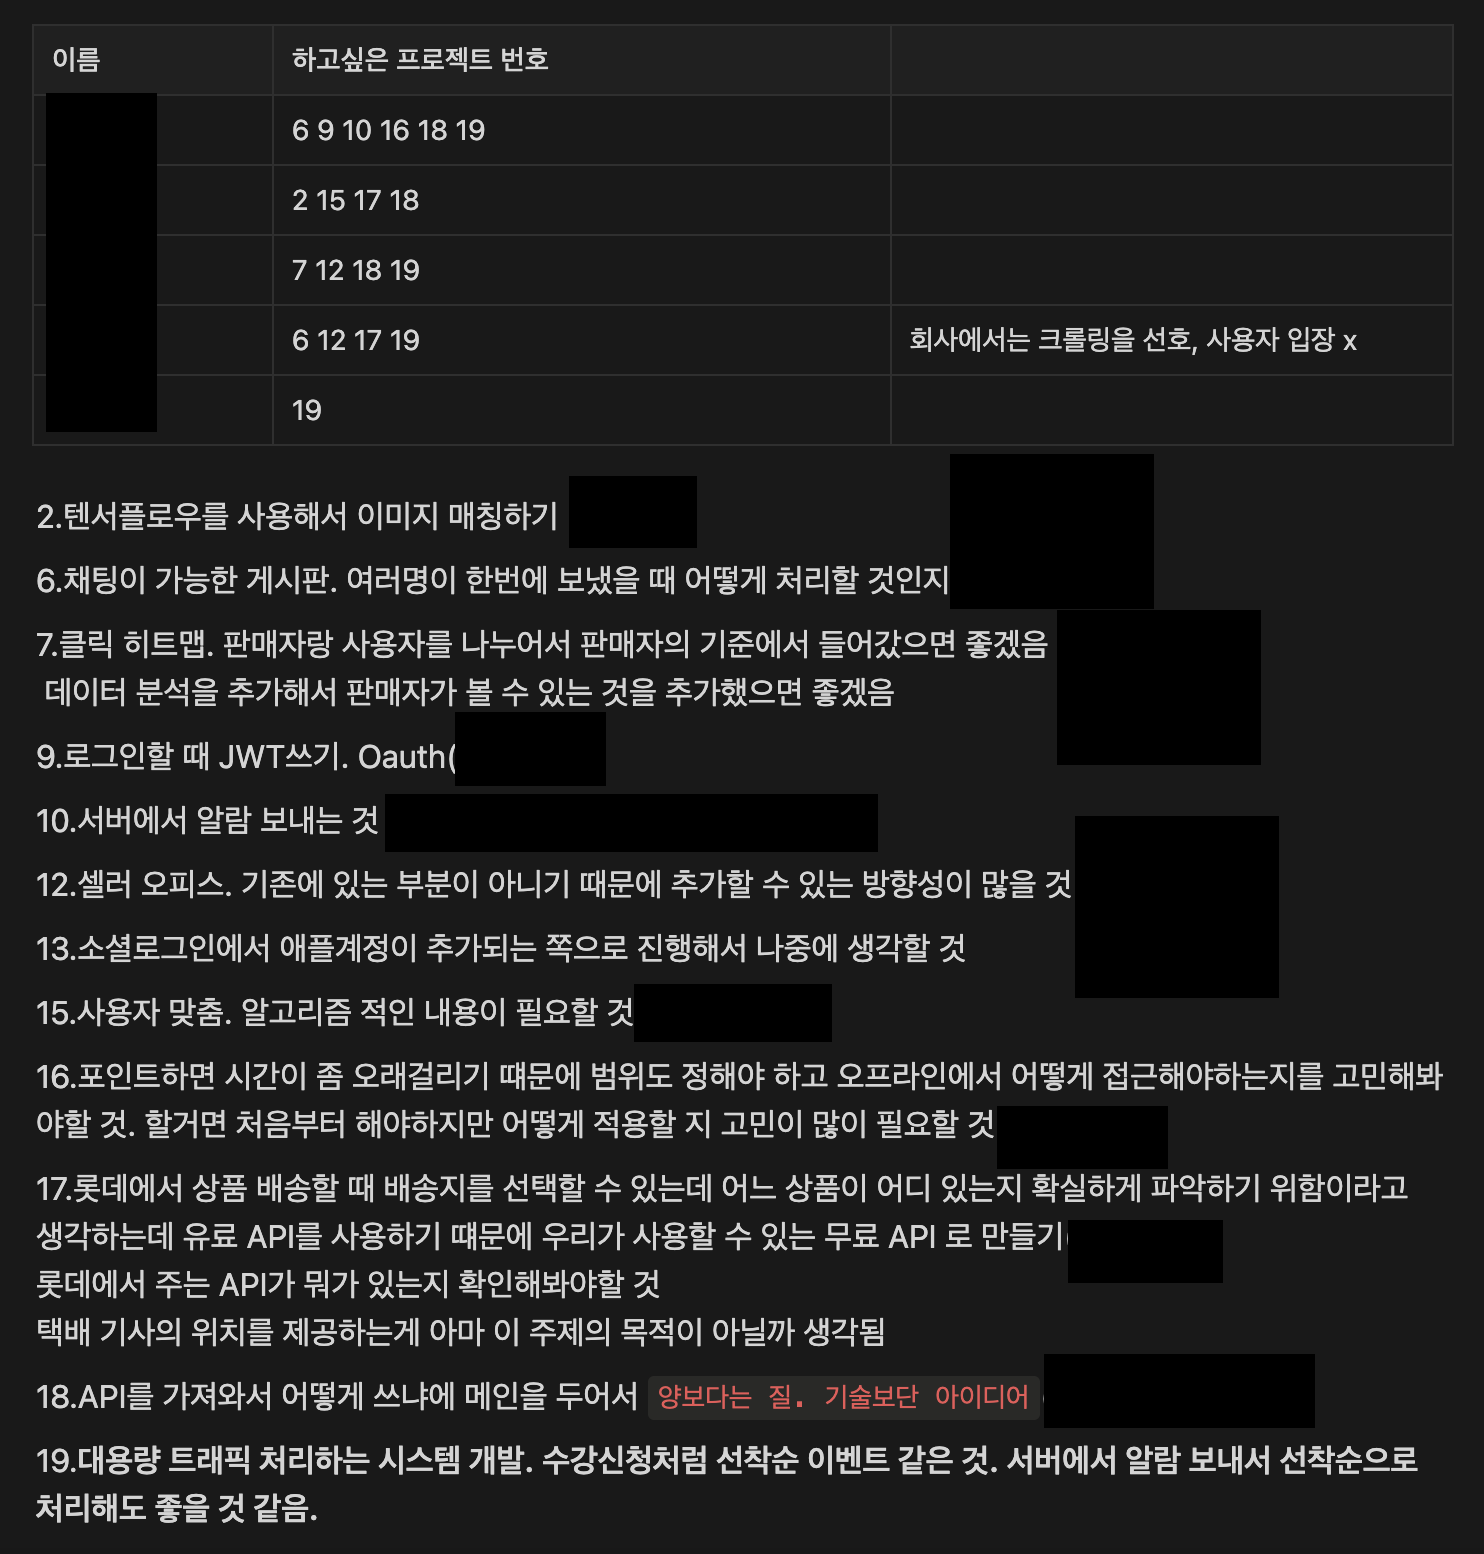 이름 하고싶은 프로젝트 번호
6 9 10 16 18 19
2 15 17 18
7 12 18 19
6 12 17 19 회사에서는 크롤링을 선호, 사용자 입장 x
19
2.텐서플로우를 사용해서 이미지 매칭하기
6.채팅이 가능한 게시판. 여러명이 한번에 보냈을 때 어떻게 처리할 것인지
7.클릭 히트맵. 판매자랑 사용자를 나누어서 판매자의 기준에서 들어갔으면 좋겠음
데이터 분석을 추가해서 판매자가 볼 수 있는 것을 추가했으면 좋겠음
9.로그인할 때 JWT쓰기. Oauth(
10.서버에서 알람 보내는 것
12.셀러 오피스. 기존에 있는 부분이 아니기 때문에 추가할 수 있는 방향성이 많을 것
13.소셜로그인에서 애플계정이 추가되는 쪽으로 진행해서 나중에 생각할 것
15.사용자 맞춤. 알고리즘 적인 내용이 필요할 것
16.포인트하면 시간이 좀 오래걸리기 떄문에 범위도 정해야 하고 오프라인에서 어떻게 접근해야하는지를 고민해봐
야할 것. 할거면 처음부터 해야하지만 어떻게 적용할 지 고민이 많이 필요할 것
17.롯데에서 상품 배송할 때 배송지를 선택할 수 있는데 어느 상품이 어디 있는지 확실하게 파악하기 위함이라고
생각하는데 유료 API를 사용하기 떄문에 우리가 사용할 수 있는 무료 API 로 만들기(
롯데에서 주는 API가 뭐가 있는지 확인해봐야할 것
택배 기사의 위치를 제공하는게 아마 이 주제의 목적이 아닐까 생각됨
18.API를 가져와서 어떻게 쓰냐에 메인을 두어서 양보다는 질. 기술보단 아이디어 (
19.대용량 트래픽 처리하는 시스템 개발. 수강신청처럼 선착순 이벤트 같은 것. 서버에서 알람 보내서 선착순으로
처리해도 좋을 것 같음.